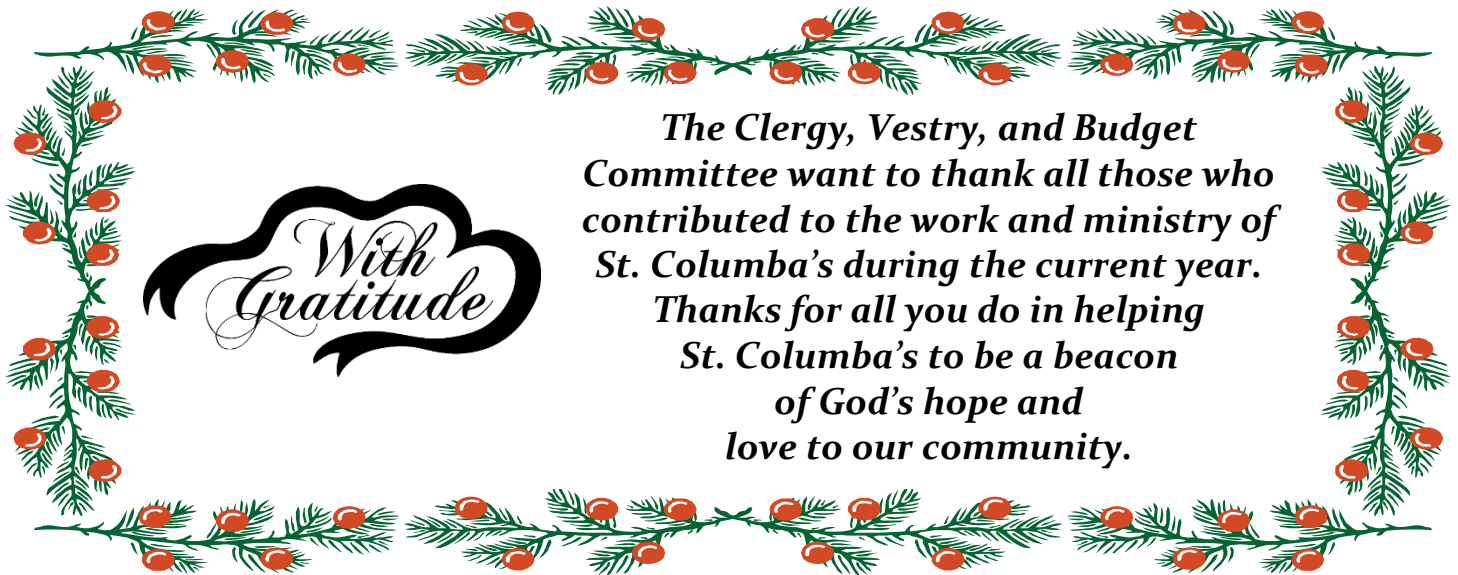 With
Gratitude
The Clergy, Vestry, and Budget
Committee want to thank all those who
contributed to the work and ministry of
St. Columba’s during the current year.
Thanks for all you do in helping
St. Columba’s to be a beacon
of God’s hope and
love to our community.